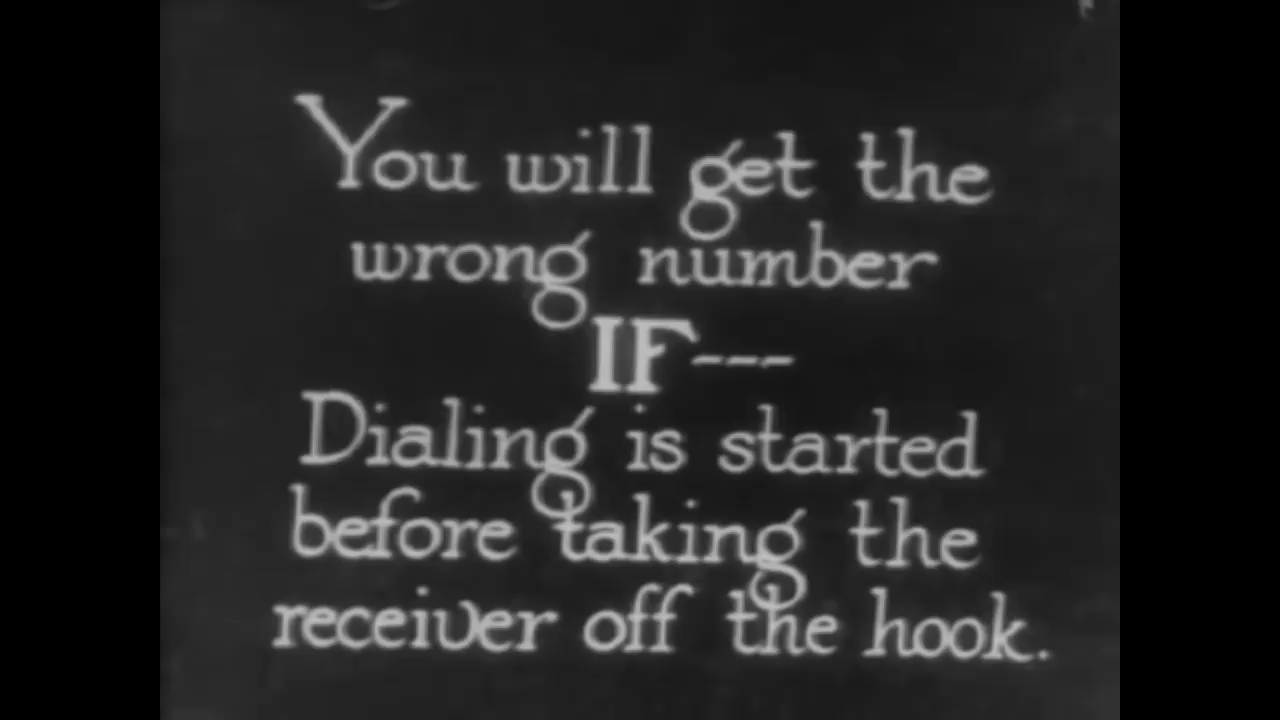 You will get the
wrong number
IF---
Dialing is started
before taking the
receiver off the hook.